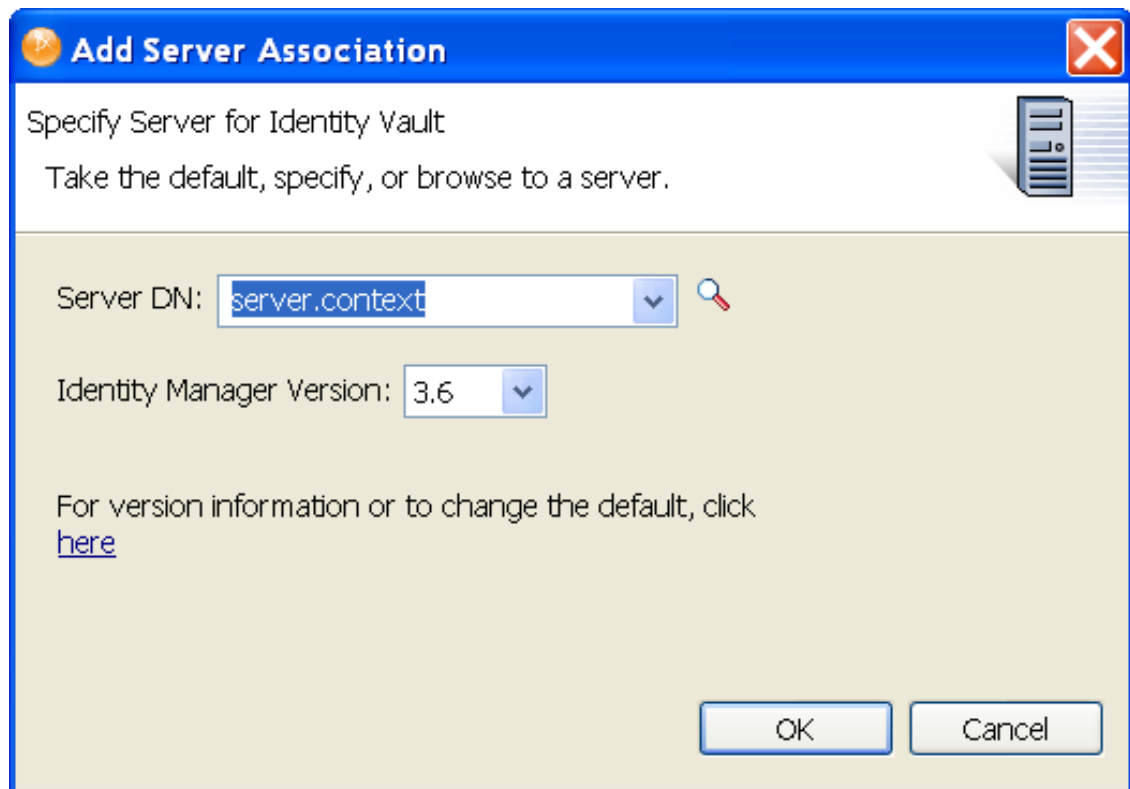 Add Server Association
Specify Server for Identity Vault
Take the default, specify, or browse to a server.
Server DN: server.context
Identity Manager Version: 3.6
For version information or to change the default, click
here
OK Cancel